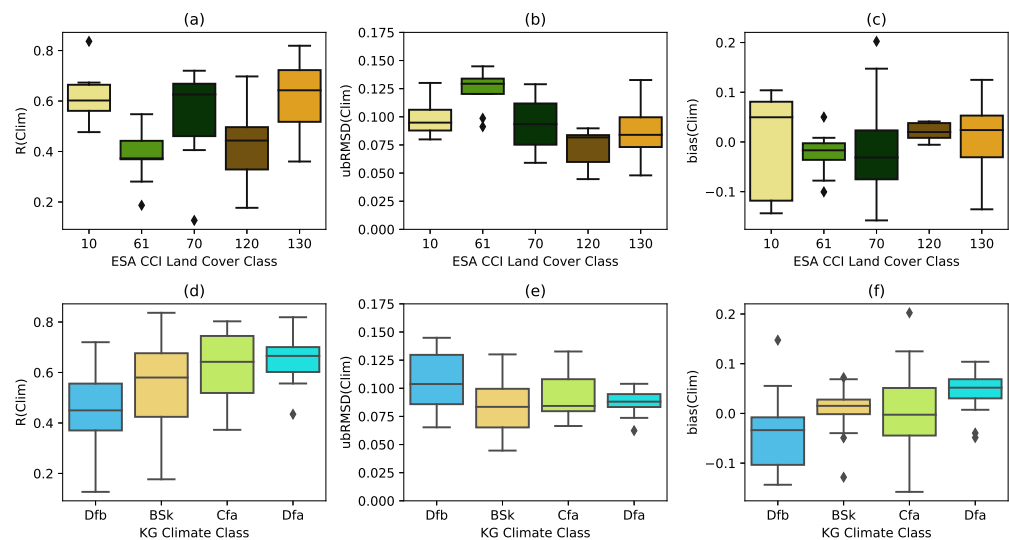 (a)
R(Clim)
0.8
0.6
0.4
0.2
10 61 70 120 130
ESA CCI Land Cover Class
(b)
ubRMSD(Clim)
0.175
0.150
0.125
0.100
0.075
0.050
0.025
0.000
10 61 70 120 130
ESA CCI Land Cover Class
(c)
bias(Clim)
0.2
0.1
0.0
−0.1
10 61 70 120 130
ESA CCI Land Cover Class
(d)
R(Clim)
0.8
0.6
0.4
0.2
Dfb BSk Cfa Dfa
KG Climate Class
(e)
ubRMSD(Clim)
0.175
0.150
0.125
0.100
0.075
0.050
0.025
0.000
Dfb BSk Cfa Dfa
KG Climate Class
(f)
bias(Clim)
0.2
0.1
0.0
−0.1
Dfb BSk Cfa Dfa
KG Climate Class